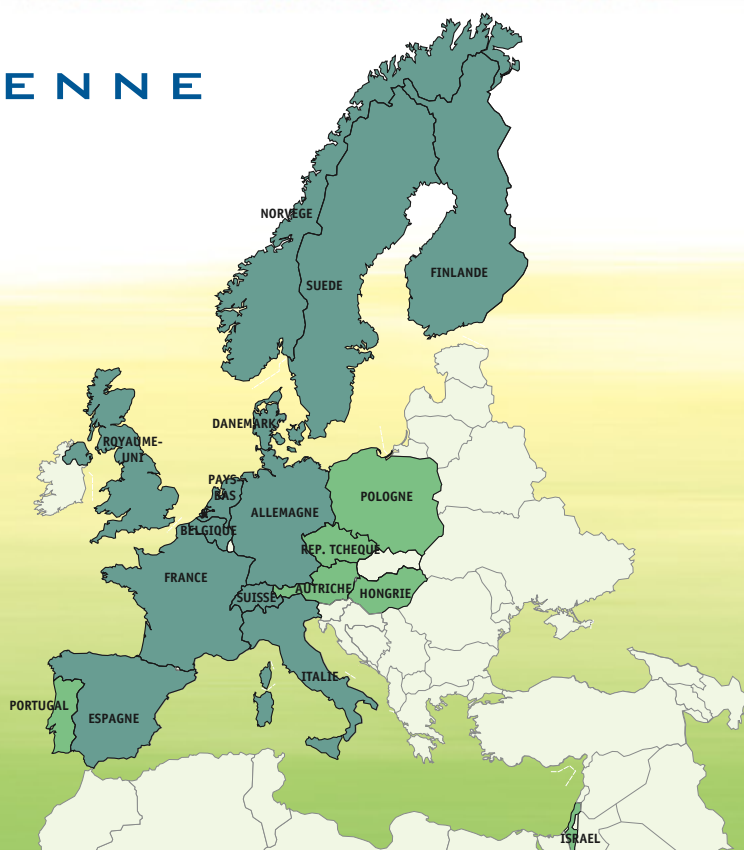 ENNE
NORVEGE
SUEDE
FINLANDE
DANEMARK
ROYAUME-
UNI
PAYS-
BAS
POLOGNE
ALLEMAGNE
BELGIQUE
REP. TCHEQUE
FRANCE
SUISSE
AUTRICHE
HONGRIE
ITALIE
PORTUGAL
ESPAGNE
ISRAEL